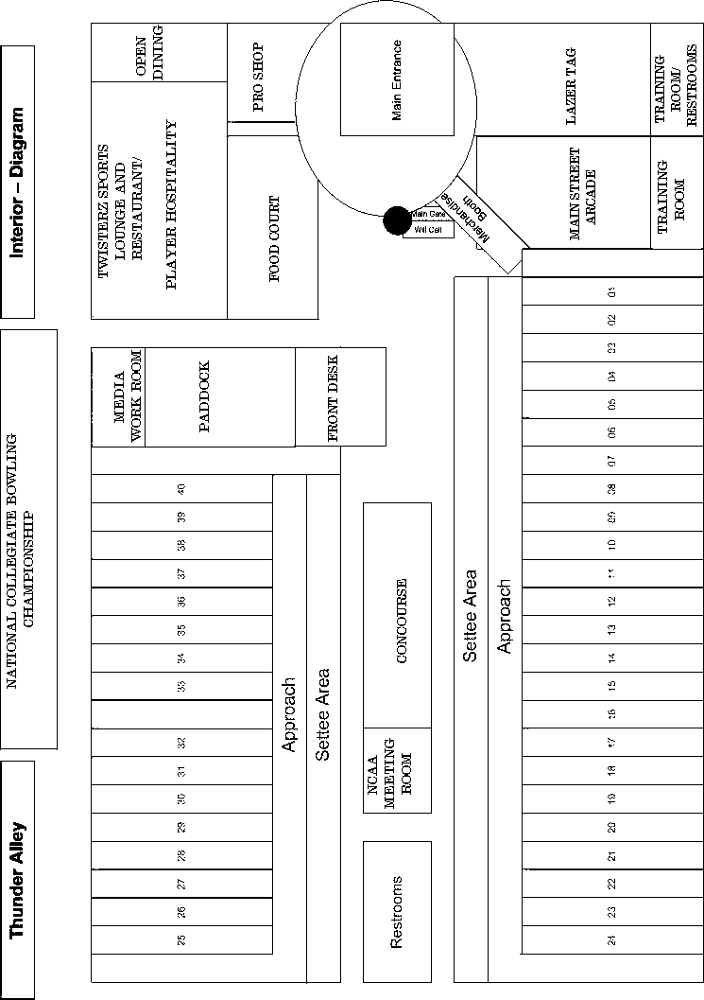 Thunder Alley
NATIONAL COLLEGIATE BOWLING
CHAMPIONSHIP
Interior – Diagram
OPEN
DINING
TWISTERZ SPORTS
LOUNGE AND
RESTAURANT/
PLAYER HOSPITALITY
PRO SHOP
FOOD COURT
Main Entrance
Main Gate
Will Call
Merchandise
Booth
LAZER TAG
TRAINING
ROOM/
RESTROOMS
MAIN STREET
ARCADE
TRAINING
ROOM
MEDIA
WORK ROOM
PADDOCK
FRONT DESK
25
26
27
28
29
30
31
32
33
34
35
36
37
38
39
40
Approach
Settee Area
Restrooms
NCAA
MEETING
ROOM
CONCOURSE
Settee Area
Approach
24
23
22
21
20
19
18
17
16
15
14
13
12
11
10
09
08
07
06
05
04
03
02
01